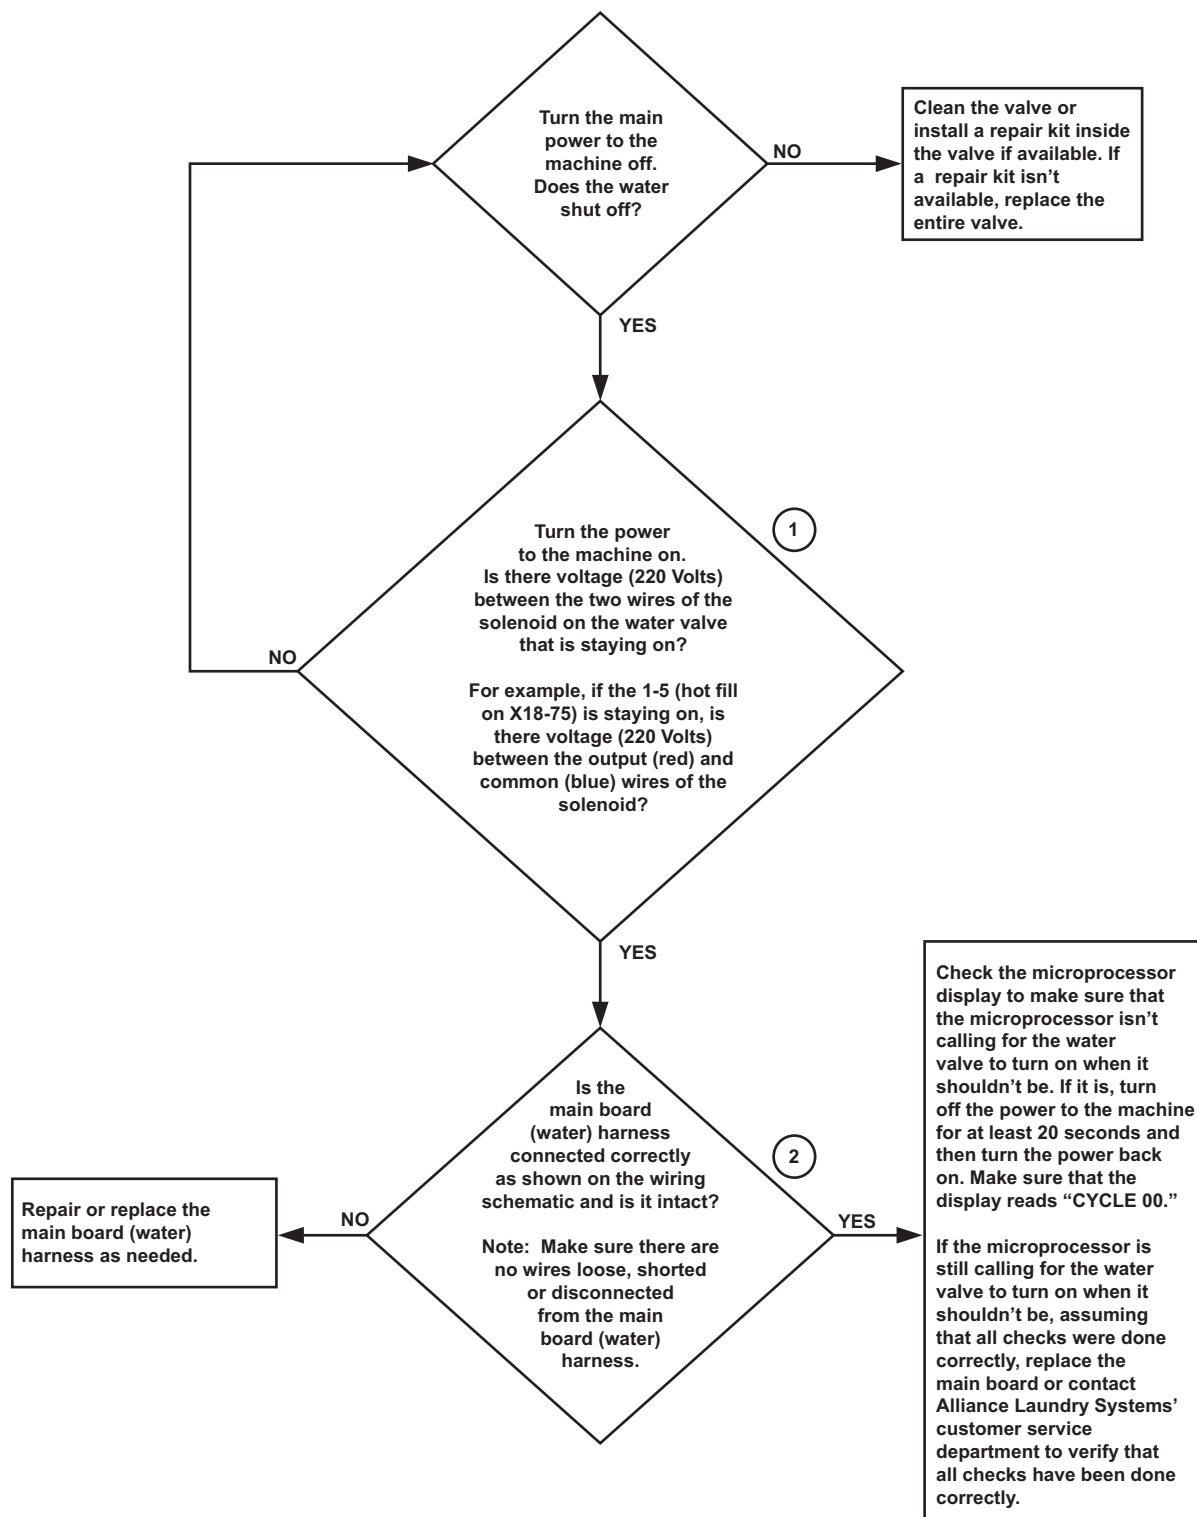 Turn the main
power to the
machine off.
Does the water
shut off?
NO
Clean the valve or
install a repair kit inside
the valve if available. If
a repair kit isn’t
available, replace the
entire valve.
YES
1
Turn the power
to the machine on.
Is there voltage (220 Volts)
between the two wires of the
solenoid on the water valve
that is staying on?
For example, if the 1-5 (hot fill
on X18-75) is staying on, is
there voltage (220 Volts)
between the output (red) and
common (blue) wires of the
solenoid?
NO
YES
2
Is the
main board
(water) harness
connected correctly
as shown on the wiring
schematic and is it intact?
Note: Make sure there are
no wires loose, shorted
or disconnected
from the main
board (water)
harness.
NO
Repair or replace the
main board (water)
harness as needed.
YES
Check the microprocessor
display to make sure that
the microprocessor isn’t
calling for the water
valve to turn on when it
shouldn’t be. If it is, turn
off the power to the machine
for at least 20 seconds and
then turn the power back
on. Make sure that the
display reads “CYCLE 00.”
If the microprocessor is
still calling for the water
valve to turn on when it
shouldn’t be, assuming
that all checks were done
correctly, replace the
main board or contact
Alliance Laundry Systems’
customer service
department to verify that
all checks have been done
correctly.